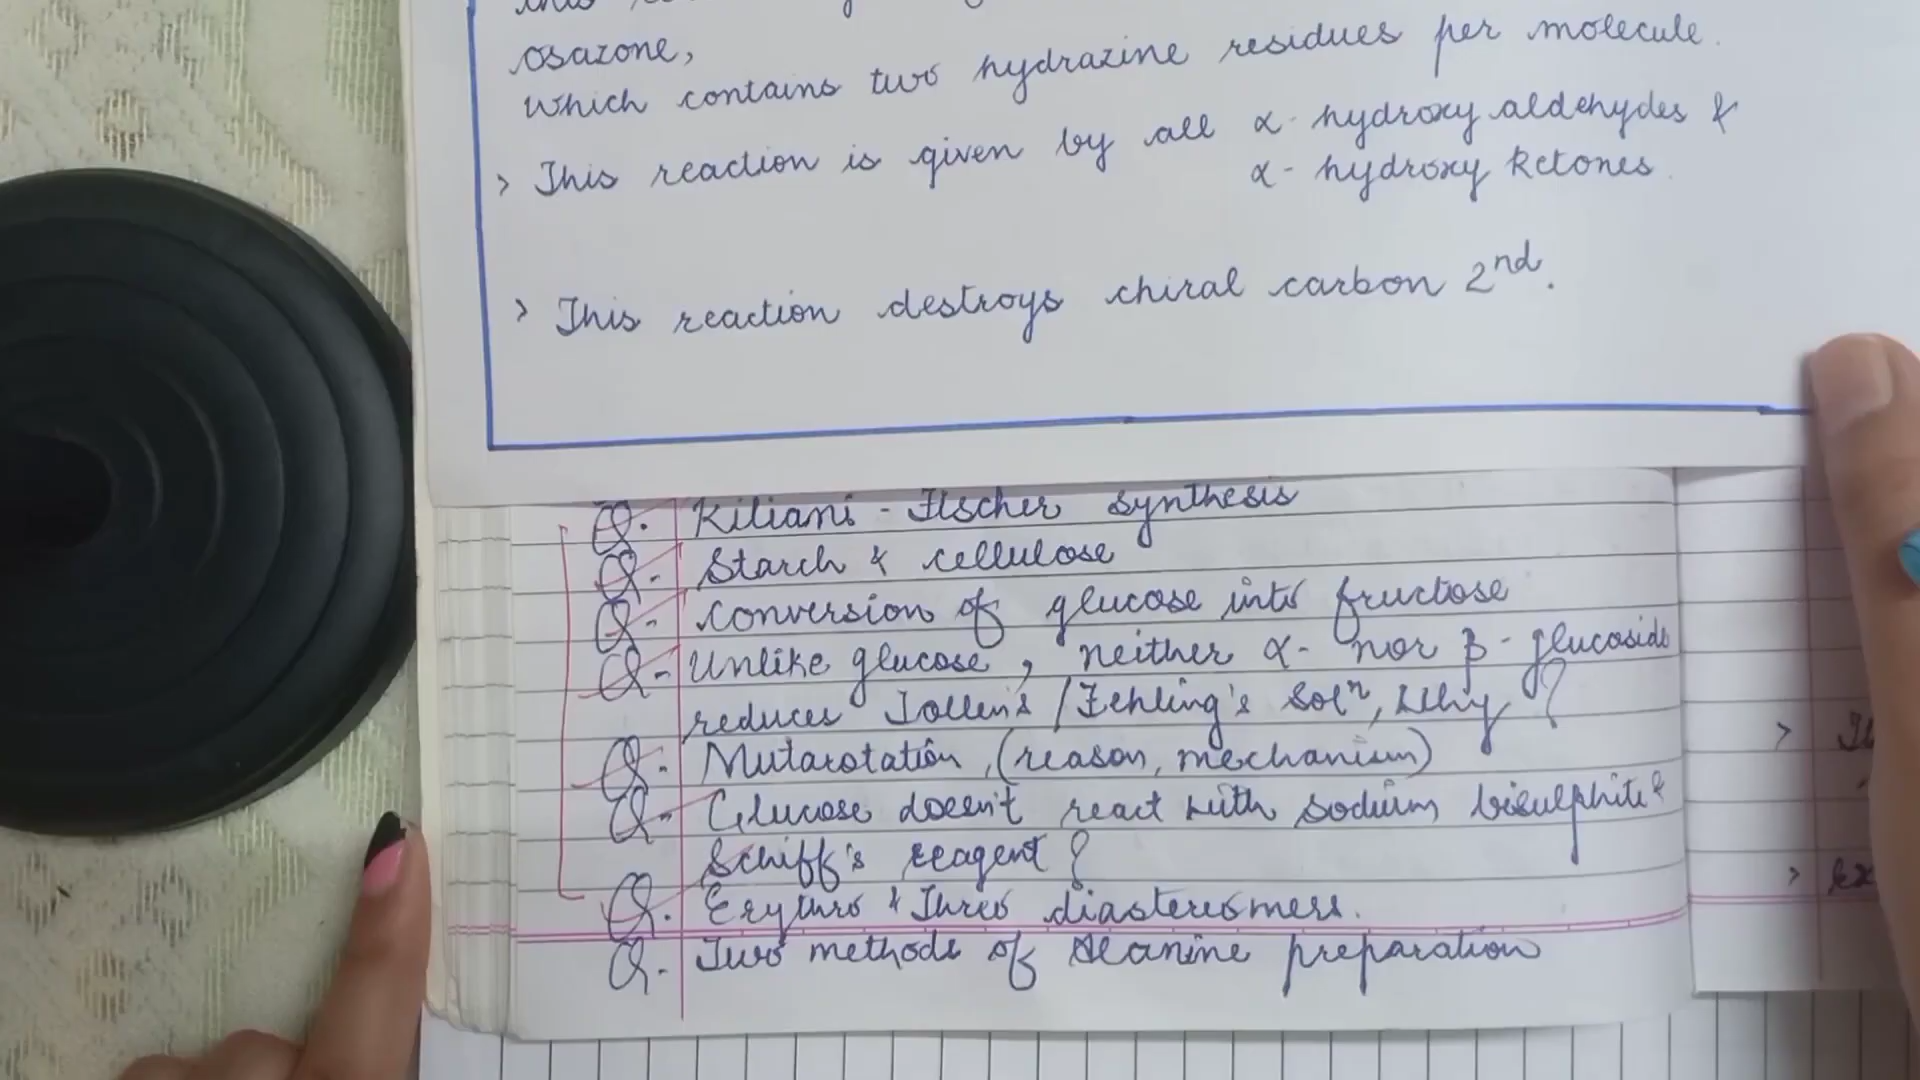 osazone,
which contains two hydrazine residues per molecule.
> This reaction is given by all α-hydroxy aldehydes &
α-hydroxy ketones.
> This reaction destroys chiral carbon 2nd.
Q. Kiliani-Fischer synthesis
Q. Starch & cellulose
Q. Conversion of glucose into fructose
Q. Unlike glucose, neither α- nor β-glucoside
reduces Tollen's/Fehling's solⁿ, Why?
Q. Mutarotation, (reason, mechanism)
Q. Glucose doesn't react with sodium bisulphite &
Schiff's reagent?
Q. Erythro & Threo diastereomers.
Q. Two methods of Alanine preparation